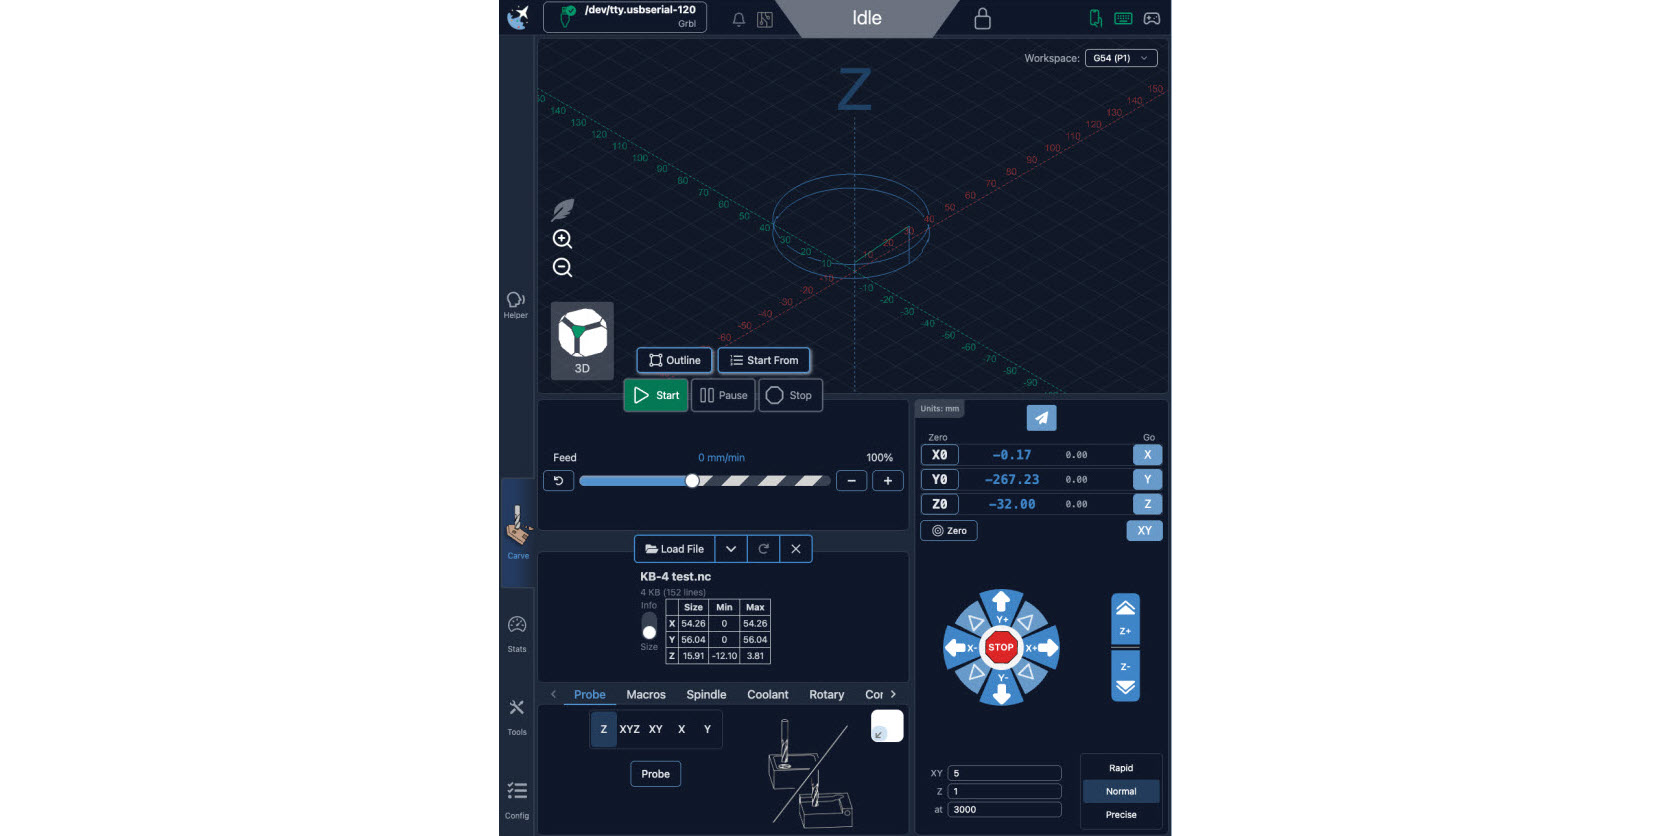 /dev/tty.usbserial-120
Grbl
Idle
Workspace: G54 (P1)
Z
50 140 130 120 110 100 90 80 70 60 50 40 30 20 10
150 140 130 120 110 100 90 80 70 60 50 40 30 20 10
-10 -20 -30 -40 -50 -60
-10 -20 -30 -40 -50 -60 -70 -80 -90 -100
Helper
3D
Outline
Start From
Start
Pause
Stop
Units: mm
Feed
0 mm/min
100%
Zero
Go
X0 -0.17 0.00 X
Y0 -267.23 0.00 Y
Z0 -32.00 0.00 Z
Zero
XY
Carve
Load File
KB-4 test.nc
4 KB (152 lines)
Info
Size
Size Min Max
X 54.26 0 54.26
Y 56.04 0 56.04
Z 15.91 -12.10 3.81
Y+
X-
STOP
X+
Y-
Z+
Z-
Stats
Tools
Config
Probe Macros Spindle Coolant Rotary Cor
Z XYZ XY X Y
Probe
XY 5
Z 1
at 3000
Rapid
Normal
Precise